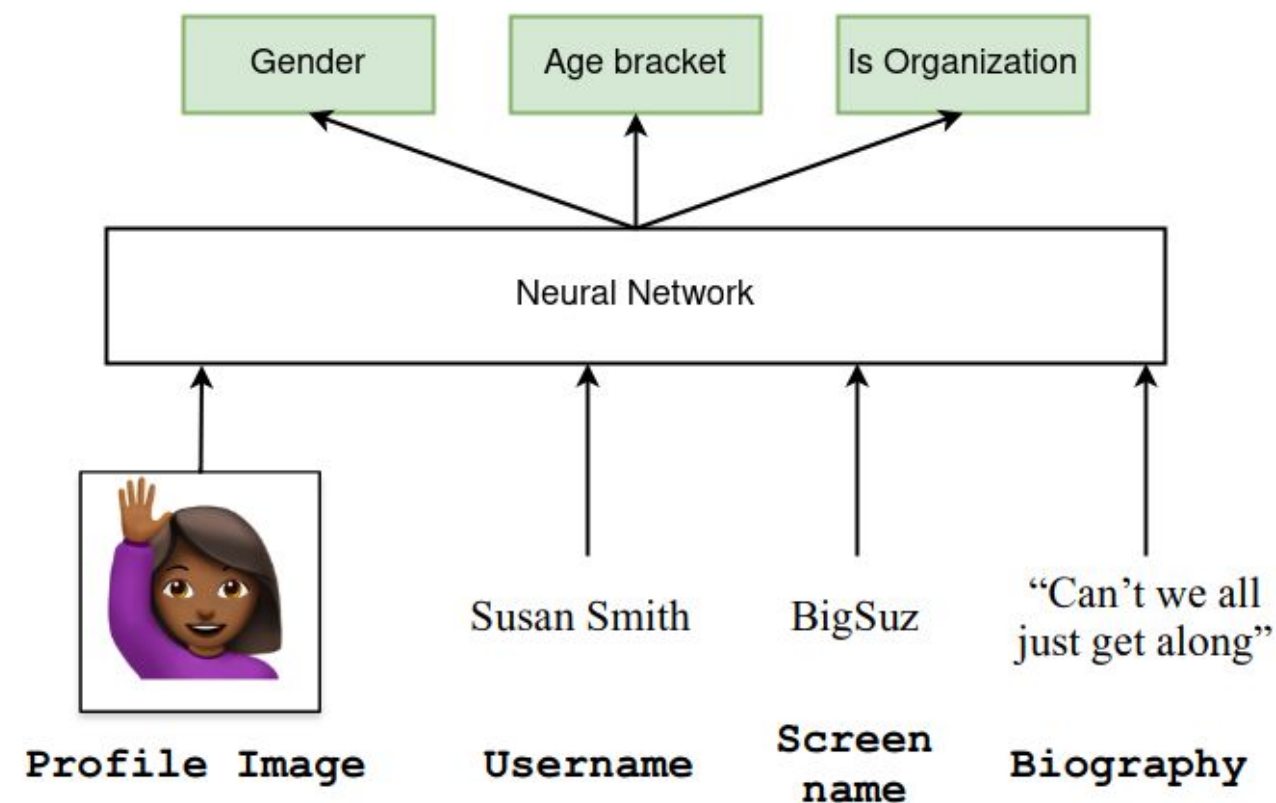 Gender
Age bracket
Is Organization
Neural Network
Susan Smith
BigSuz
“Can’t we all
just get along”
Profile Image
Username
Screen
name
Biography